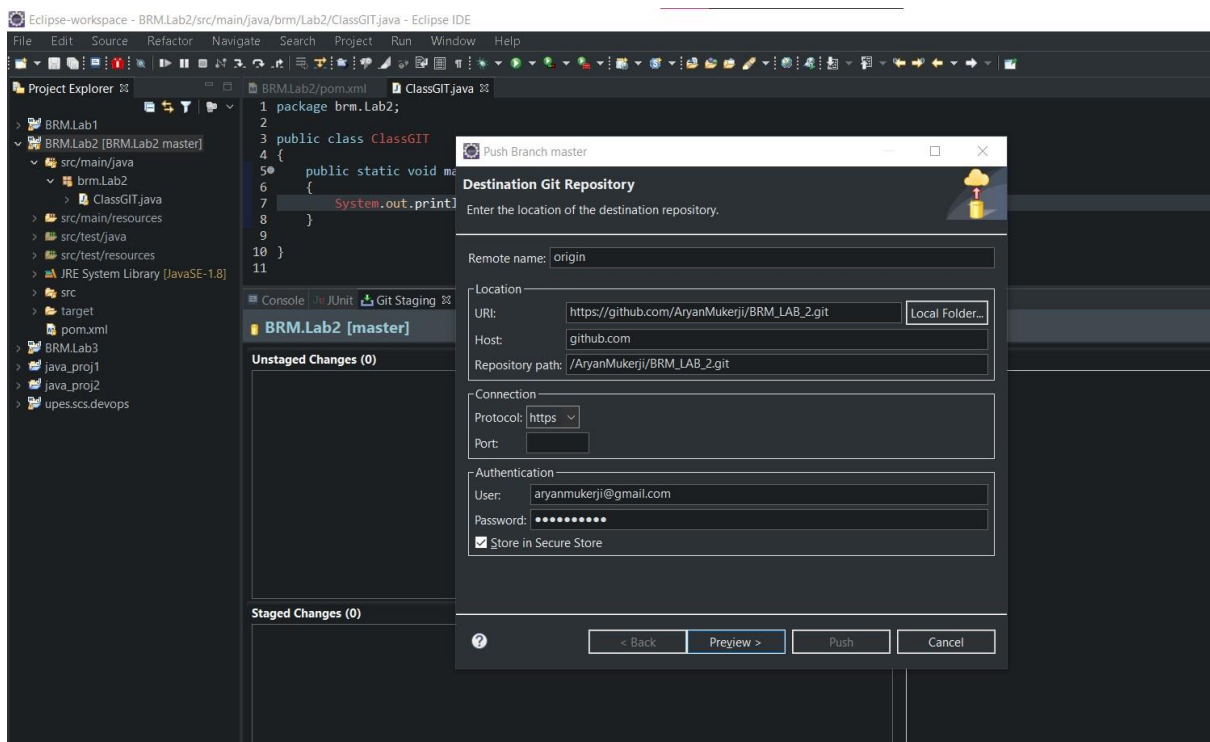 Eclipse-workspace - BRM.Lab2/src/main/java/brm/Lab2/ClassGIT.java - Eclipse IDE
File Edit Source Refactor Navigate Search Project Run Window Help
Project Explorer
BRM.Lab1
BRM.Lab2 [BRM.Lab2 master]
src/main/java
brm.Lab2
ClassGIT.java
src/main/resources
src/test/java
src/test/resources
JRE System Library [JavaSE-1.8]
src
target
pom.xml
BRM.Lab3
java_proj1
java_proj2
upes.scs.devops
BRM.Lab2/pom.xml ClassGIT.java
1 package brm.Lab2;
2
3 public class ClassGIT
4 {
5 public static void ma
6 {
7 System.out.printl
8 }
9
10 }
11
Console JUnit Git Staging
BRM.Lab2 [master]
Unstaged Changes (0)
Staged Changes (0)
Push Branch master
Destination Git Repository
Enter the location of the destination repository.
Remote name: origin
Location
URI: https://github.com/AryanMukerji/BRM_LAB_2.git Local Folder...
Host: github.com
Repository path: /AryanMukerji/BRM_LAB_2.git
Connection
Protocol: https
Port:
Authentication
User: aryanmukerji@gmail.com
Password: ●●●●●●●●●●
Store in Secure Store
< Back Preview > Push Cancel